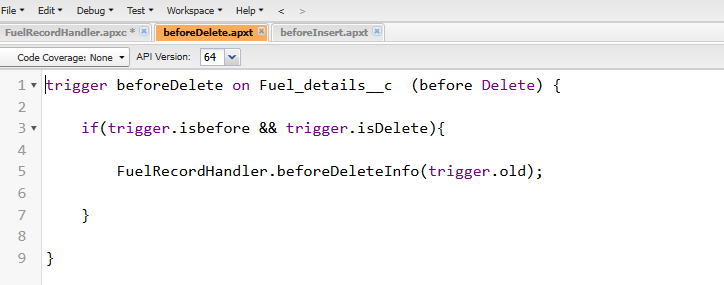 File Edit Debug Test Workspace Help < >
FuelRecordHandler.apxc * beforeDelete.apxt beforeInsert.apxt
Code Coverage: None API Version: 64
1 trigger beforeDelete on Fuel_details__c  (before Delete) {
2
3     if(trigger.isbefore && trigger.isDelete){
4
5         FuelRecordHandler.beforeDeleteInfo(trigger.old);
6
7     }
8
9 }